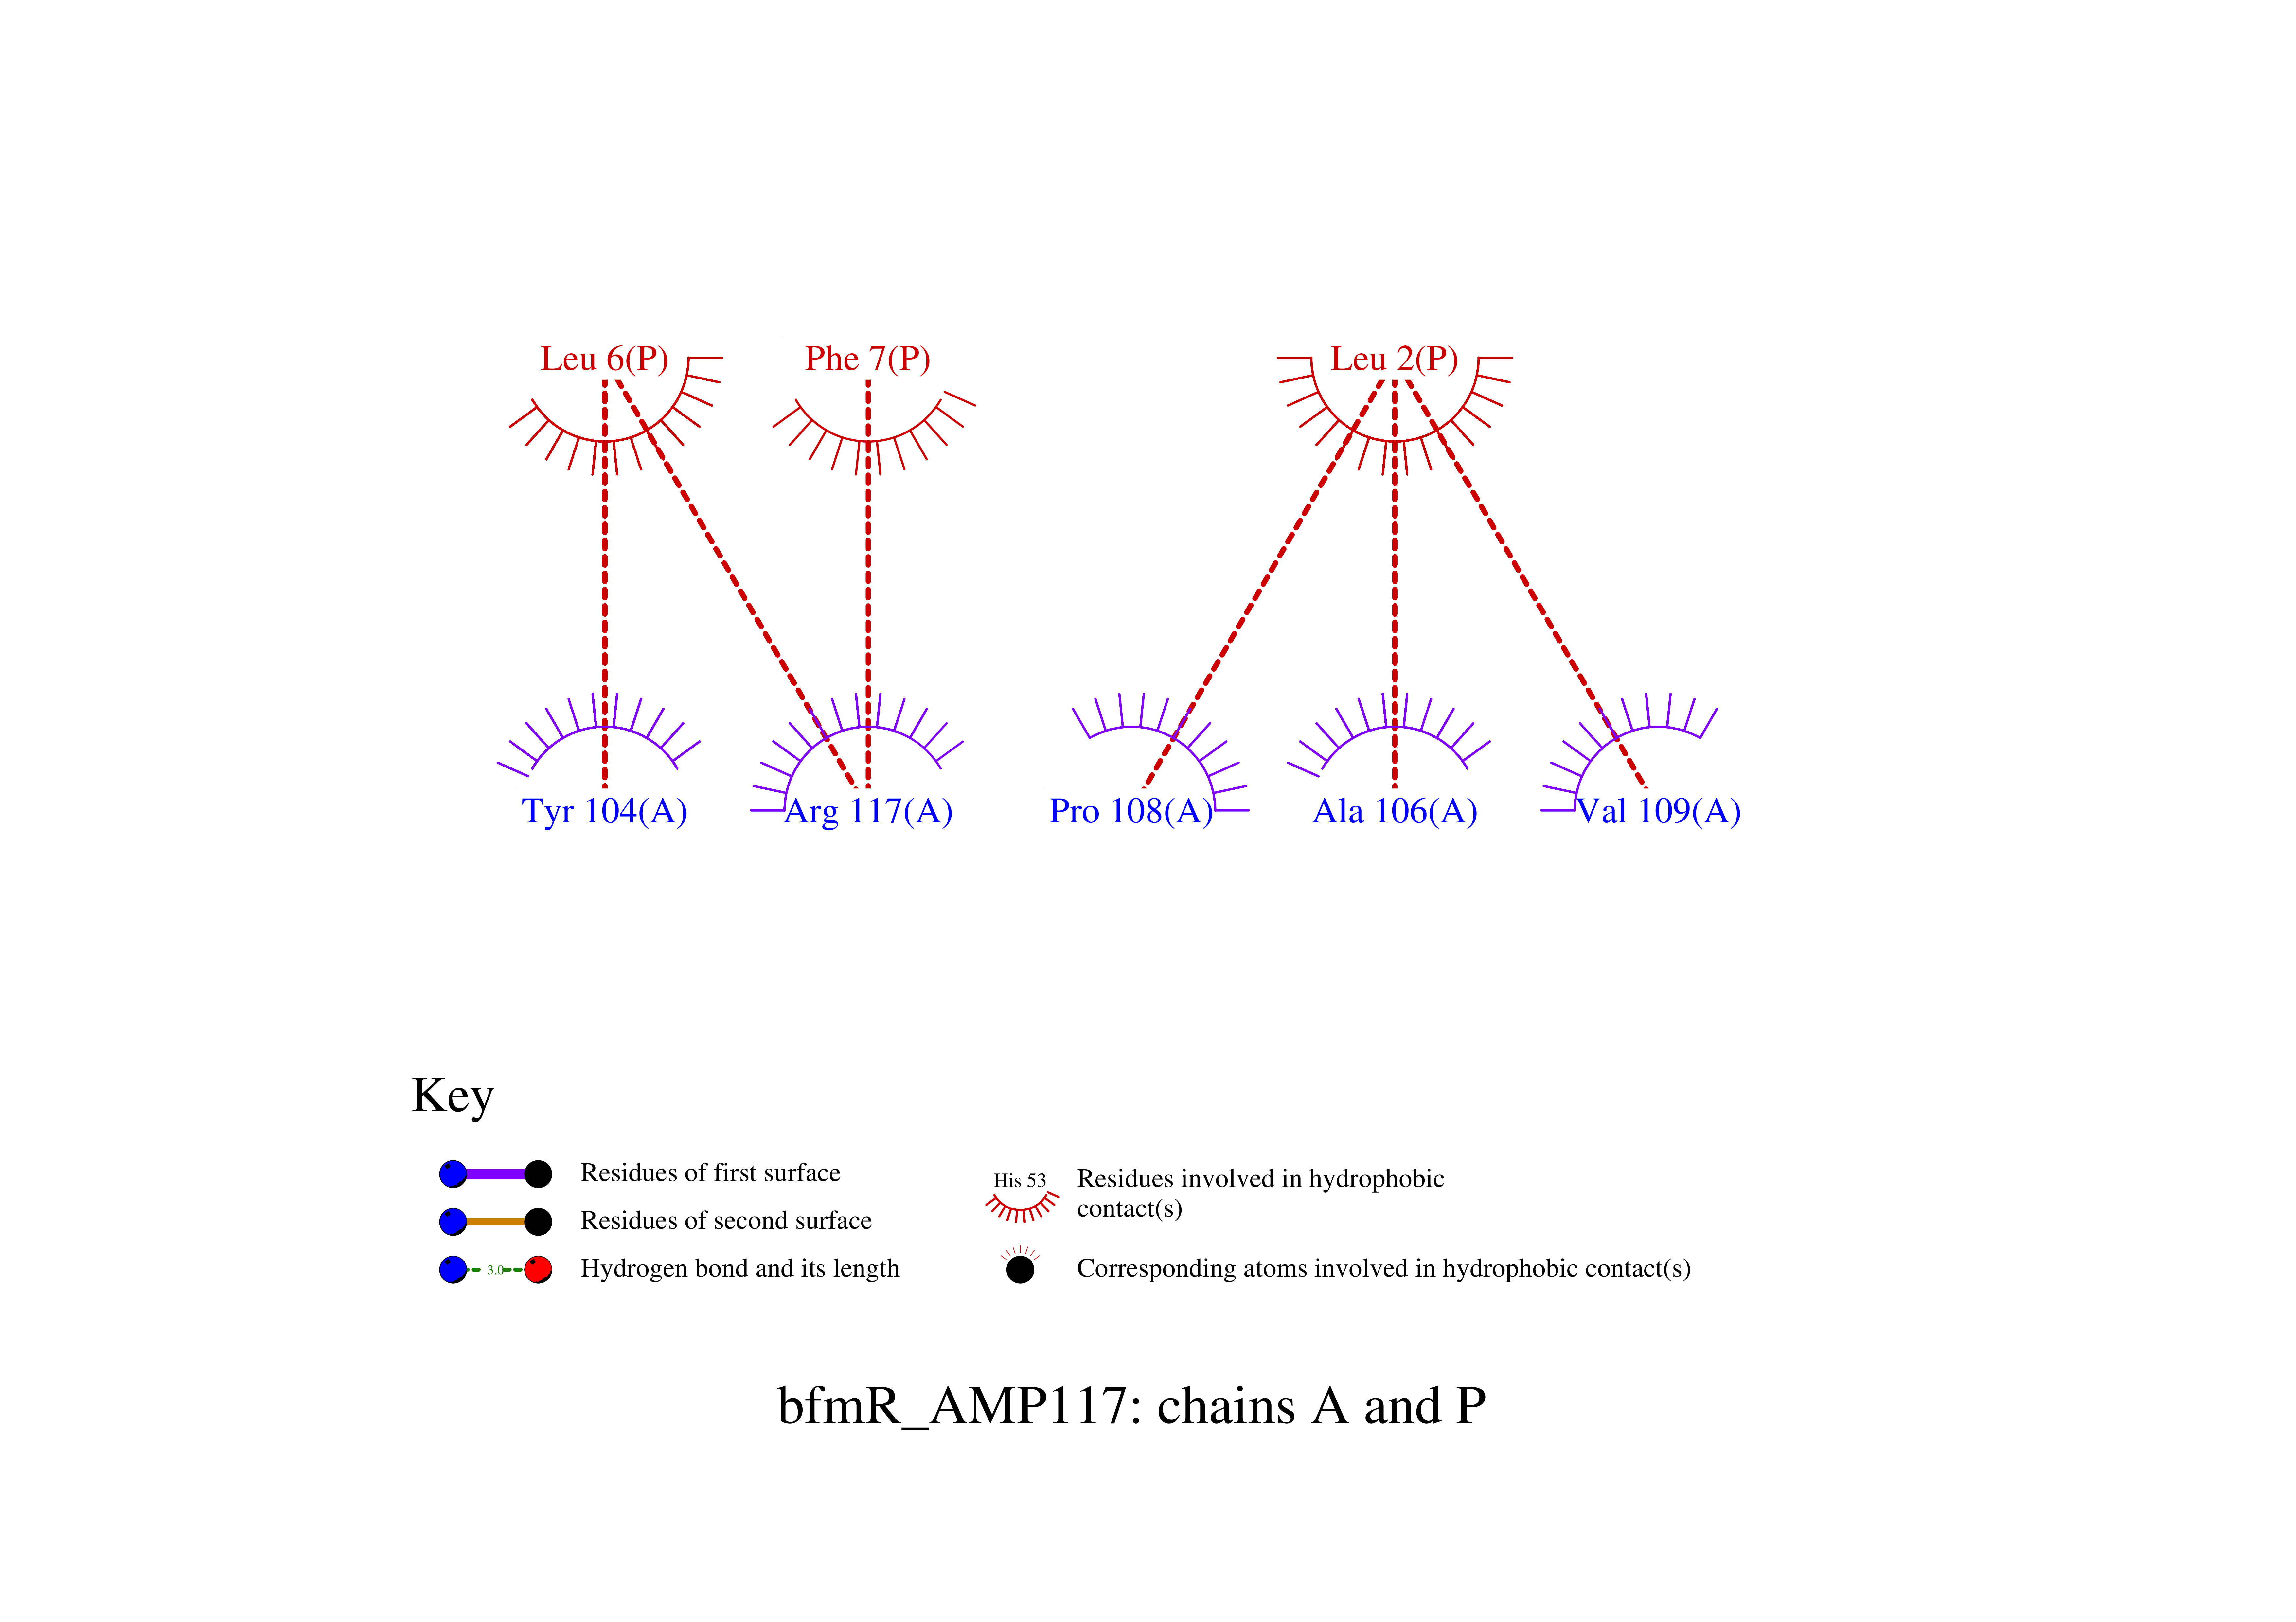 Leu 6(P) Phe 7(P) Leu 2(P)
Tyr 104(A) Arg 117(A) Pro 108(A) Ala 106(A) Val 109(A)
Key
Residues of first surface
Residues of second surface
3.0 Hydrogen bond and its length
His 53 Residues involved in hydrophobic
contact(s)
Corresponding atoms involved in hydrophobic contact(s)
bfmR_AMP117: chains A and P